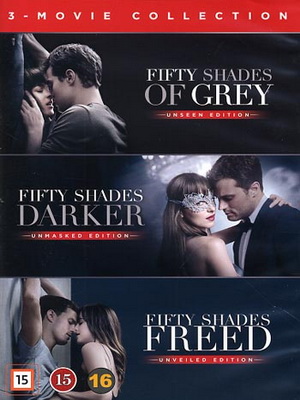 3-MOVIE COLLECTION
FIFTY SHADES
OF GREY
UNSEEN EDITION
FIFTY SHADES
DARKER
UNMASKED EDITION
FIFTY SHADES
FREED
UNVEILED EDITION
15 15 16